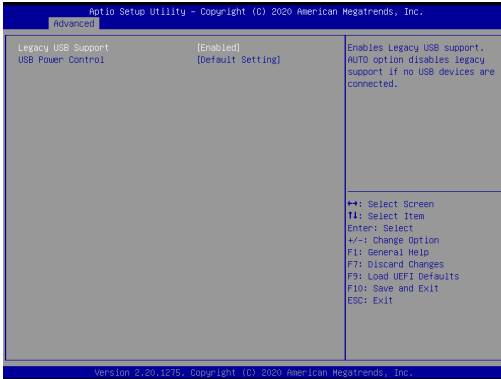 Aptio Setup Utility – Copyright (C) 2020 American Megatrends, Inc.
Advanced
Legacy USB Support [Enabled]
USB Power Control [Default Setting]
Enables Legacy USB support.
AUTO option disables legacy
support if no USB devices are
connected.
↔: Select Screen
↑↓: Select Item
Enter: Select
+/-: Change Option
F1: General Help
F7: Discard Changes
F9: Load UEFI Defaults
F10: Save and Exit
ESC: Exit
Version 2.20.1275. Copyright (C) 2020 American Megatrends, Inc.